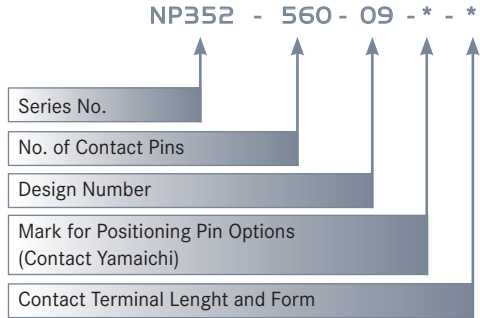 NP352 - 560 - 09 - * - *
Series No.
No. of Contact Pins
Design Number
Mark for Positioning Pin Options
(Contact Yamaichi)
Contact Terminal Lenght and Form